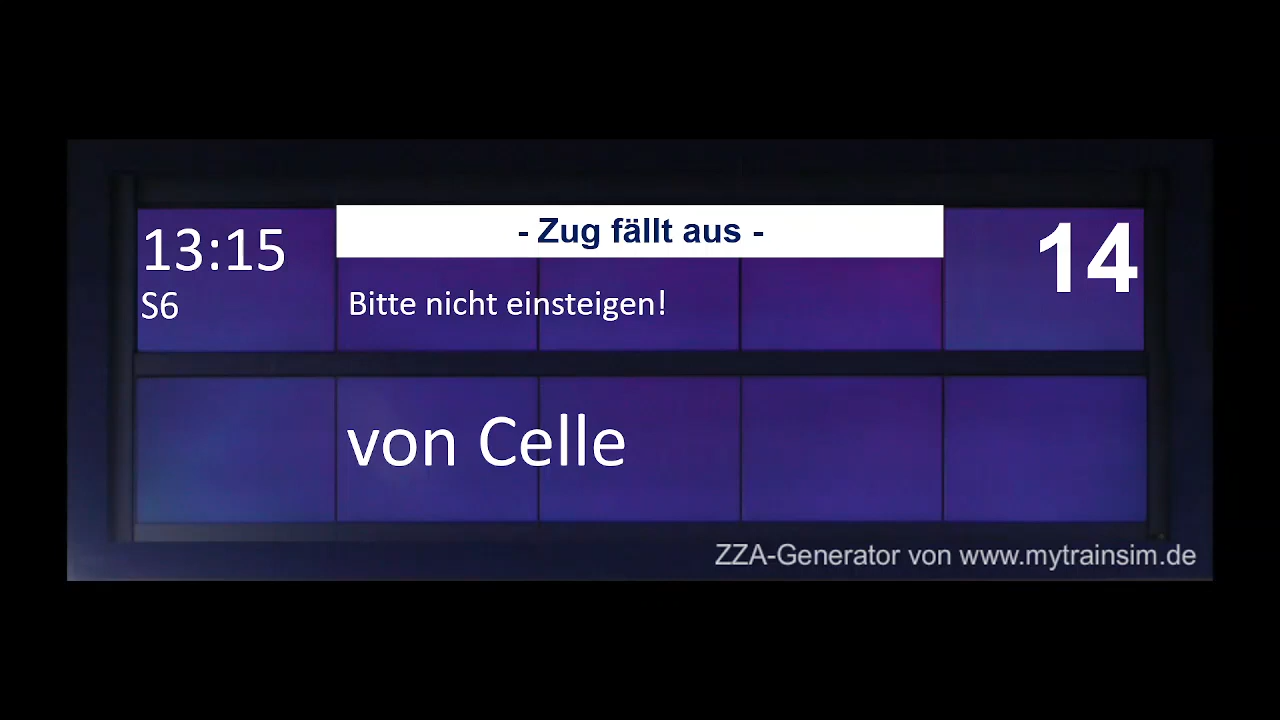 - Zug fällt aus -
13:15
14
S6
Bitte nicht einsteigen!
von Celle
ZZA-Generator von www.mytrainsim.de